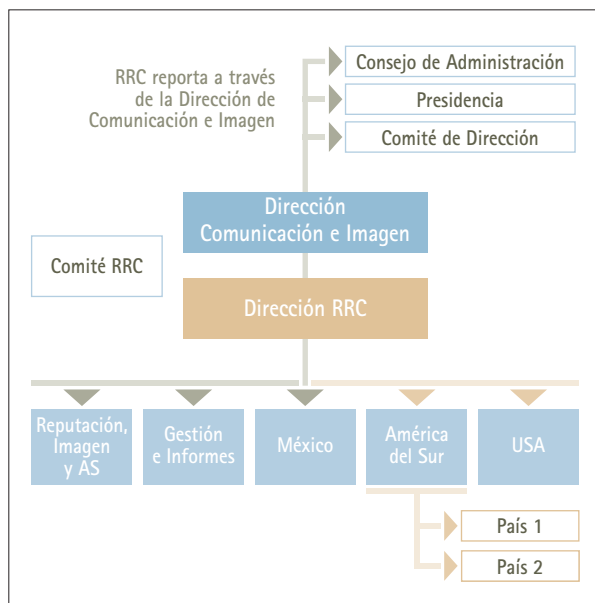 RRC reporta a través
de la Dirección de
Comunicación e Imagen
Consejo de Administración
Presidencia
Comité de Dirección
Dirección
Comunicación e Imagen
Comité RRC
Dirección RRC
Reputación,
Imagen
y AS
Gestión
e Informes
México
América
del Sur
USA
País 1
País 2